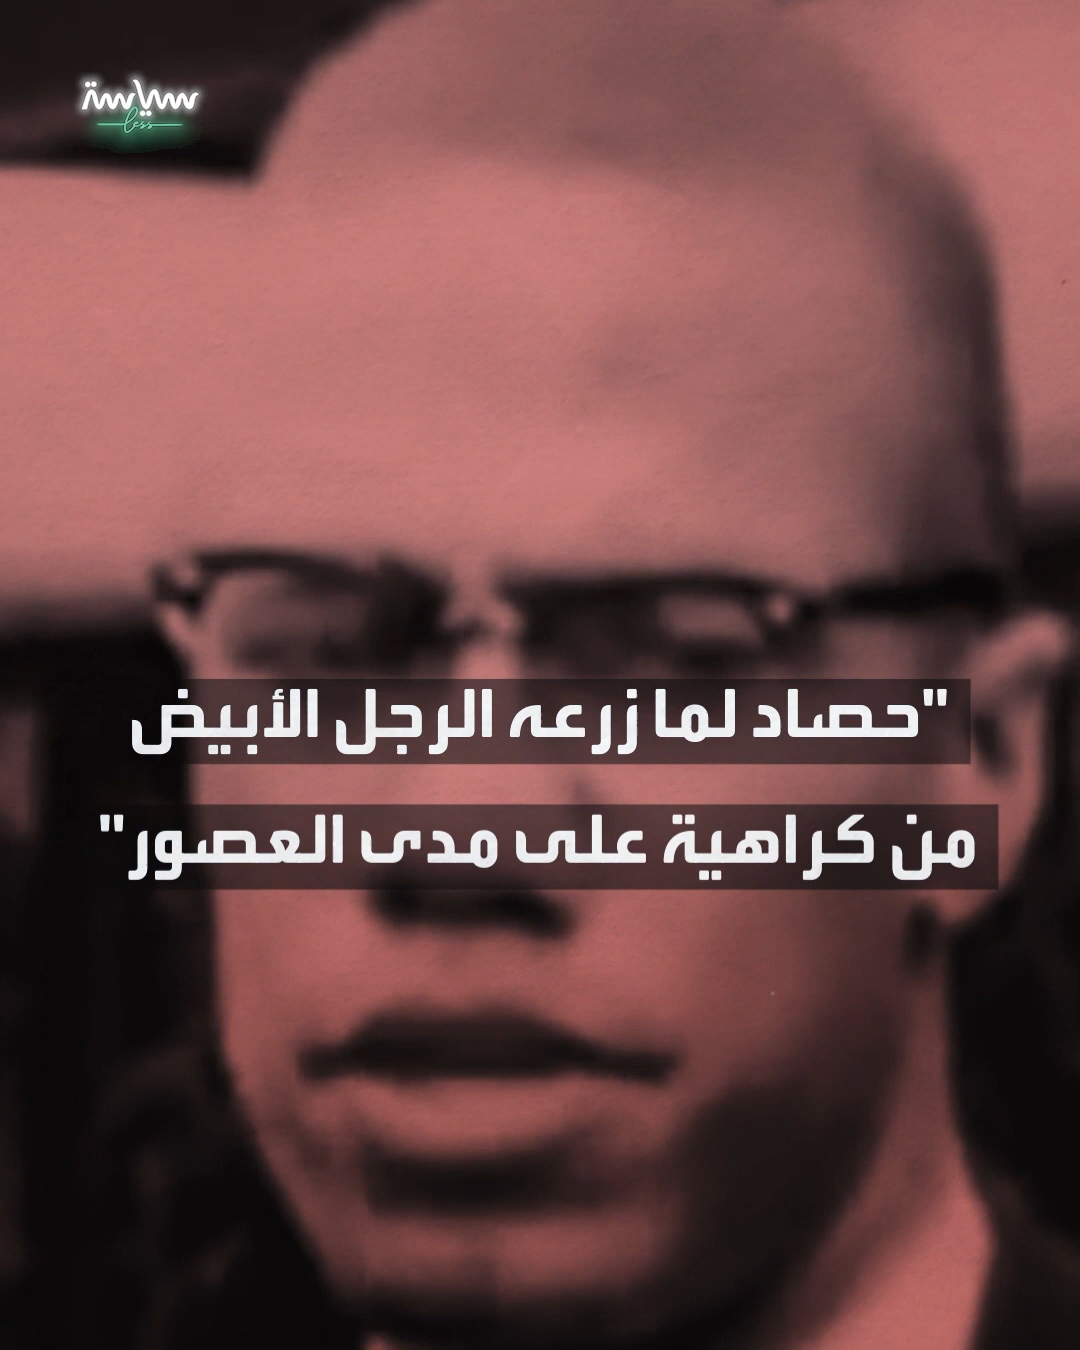 سياسة
less
"حصاد لما زرعه الرجل الأبيض
من كراهية على مدى العصور"